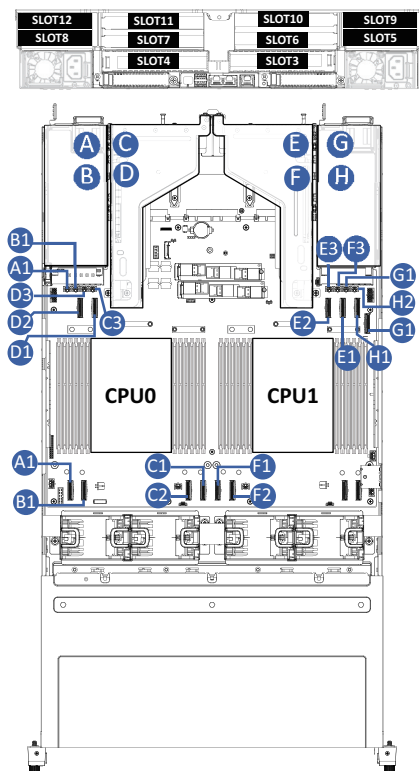 SLOT12 SLOT11 SLOT10 SLOT9
SLOT8 SLOT7 SLOT6 SLOT5
SLOT4 SLOT3
A C E G
B D F H
B1 E3 F3
A1 G1
D3 H2
D2 C3 E2 G1
D1 E1 H1
CPU0 CPU1
A1 C1 F1
B1 C2 F2